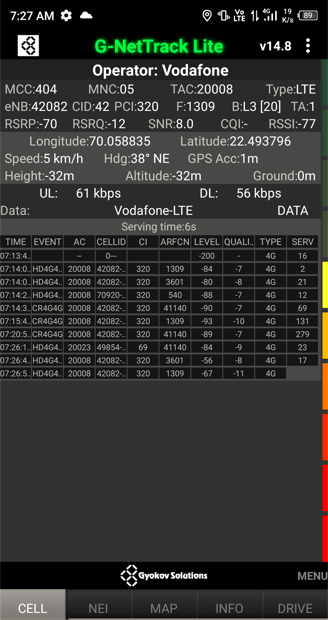 7:27 AM Vo LTE 4G 19 K/s 89
G-NetTrack Lite v14.8
Operator: Vodafone
MCC:404 MNC:05 TAC:20008 Type:LTE
eNB:42082 CID:42 PCI:320 F:1309 B:L3 [20] TA:1
RSRP:-70 RSRQ:-12 SNR:8.0 CQI:- RSSI:-77
Longitude:70.058835 Latitude:22.493796
Speed:5 km/h Hdg:38° NE GPS Acc:1m
Height:-32m Altitude:-32m Ground:0m
UL: 61 kbps DL: 56 kbps
Data: Vodafone-LTE DATA
Serving time:6s
TIME EVENT AC CELLID CI ARFCN LEVEL QUALI.. TYPE SERV
07:13:4.. -- 0--- -200 - 4G 16
07:14:0.. HD4G4.. 20008 42082-.. 320 1309 -84 -7 4G 2
07:14:0.. HD4G4.. 20008 42082-.. 320 3601 -80 -8 4G 21
07:14:2.. HD4G4.. 20008 70920-.. 320 540 -88 -7 4G 12
07:14:3.. CR4G4G 20008 42082-.. 320 41140 -90 -7 4G 69
07:15:4.. CR4G4G 20008 42082-.. 320 1309 -93 -10 4G 131
07:20:5.. CR4G4G 20008 42082-.. 320 41140 -89 -7 4G 279
07:26:1.. HD4G4.. 20023 49854-.. 69 41140 -84 -9 4G 23
07:26:4.. HD4G4.. 20008 42082-.. 320 3601 -56 -8 4G 17
07:26:5.. HD4G4.. 20008 42082-.. 320 1309 -67 -11 4G
Gyokov Solutions MENU
CELL NEI MAP INFO DRIVE